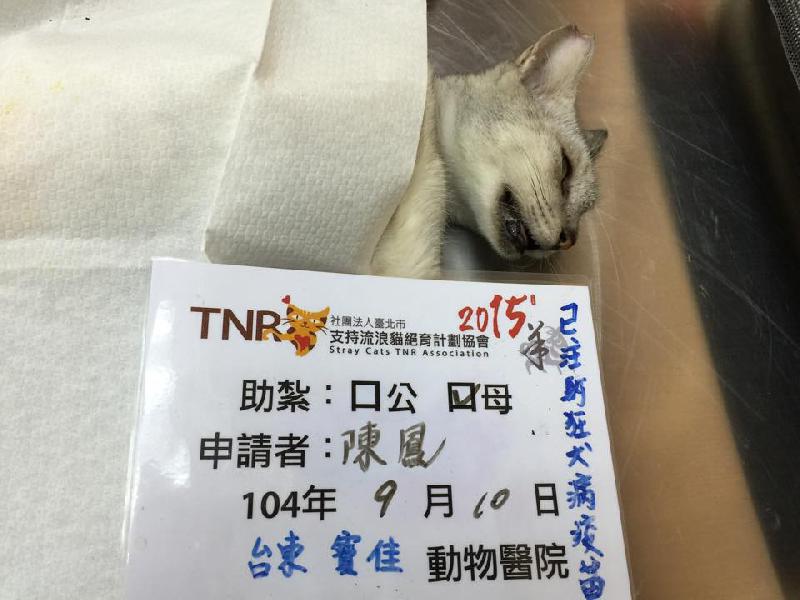 TNR
社團法人臺北市
支持流浪貓絕育計劃協會
Stray Cats TNR Association
2015'
助紮：口公 口母
申請者：陳鳳
104年 9月 10日
台東 寶佳 動物醫院
已注射狂犬病疫苗